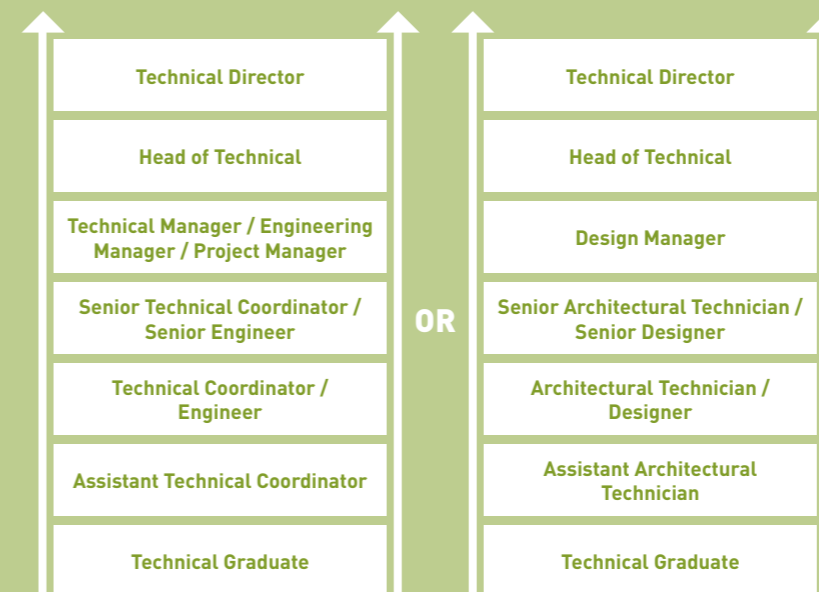 Technical Director
Head of Technical
Technical Manager / Engineering
Manager / Project Manager
Senior Technical Coordinator /
Senior Engineer
Technical Coordinator /
Engineer
Assistant Technical Coordinator
Technical Graduate
OR
Technical Director
Head of Technical
Design Manager
Senior Architectural Technician /
Senior Designer
Architectural Technician /
Designer
Assistant Architectural
Technician
Technical Graduate